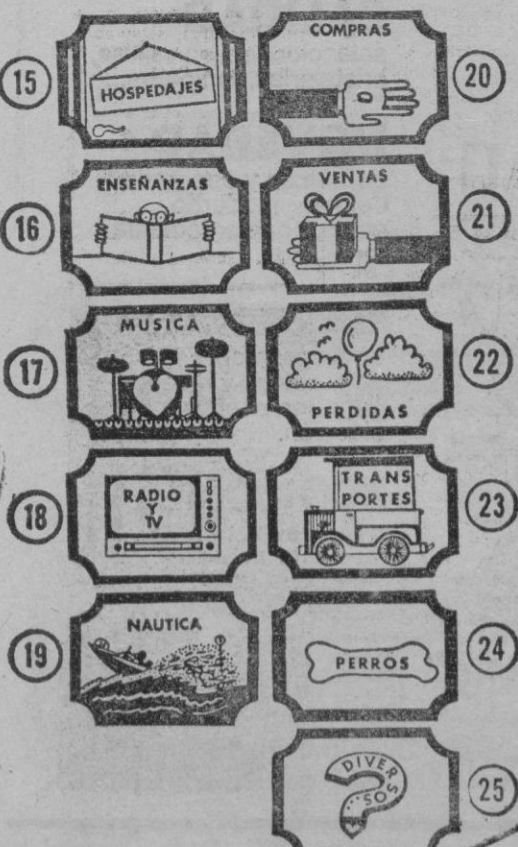 15
HOSPEDAJES
16
ENSEÑANZAS
17
MUSICA
18
RADIO
Y
TV
19
NAUTICA
COMPRAS
20
VENTAS
21
PERDIDAS
22
TRANS
PORTES
23
PERROS
24
DIVER
SOS...
25